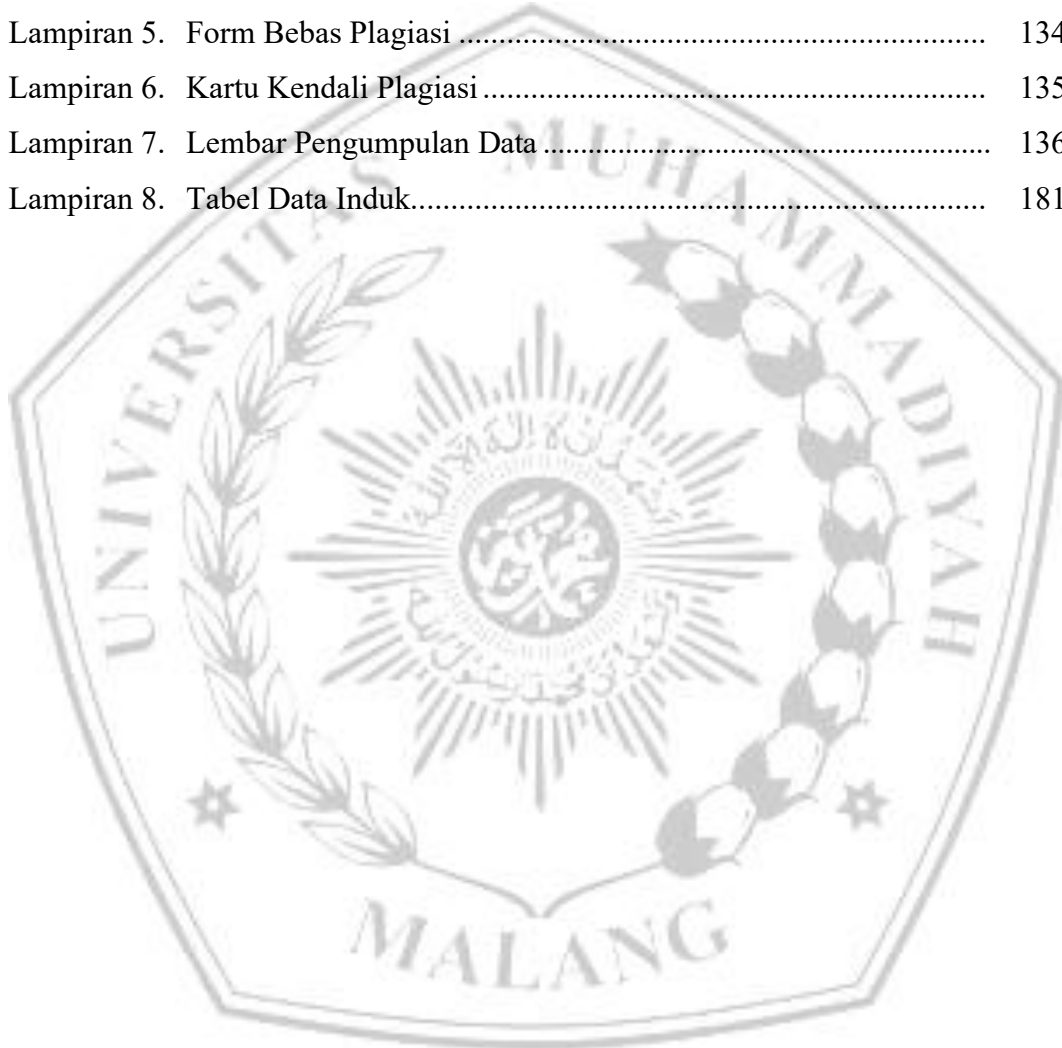 Lampiran 5. Form Bebas Plagiasi ................................................................. 134
Lampiran 6. Kartu Kendali Plagiasi .............................................................. 135
Lampiran 7. Lembar Pengumpulan Data ....................................................... 136
Lampiran 8. Tabel Data Induk....................................................................... 181
UNIVERSITAS MUHAMMADIYAH
MALANG